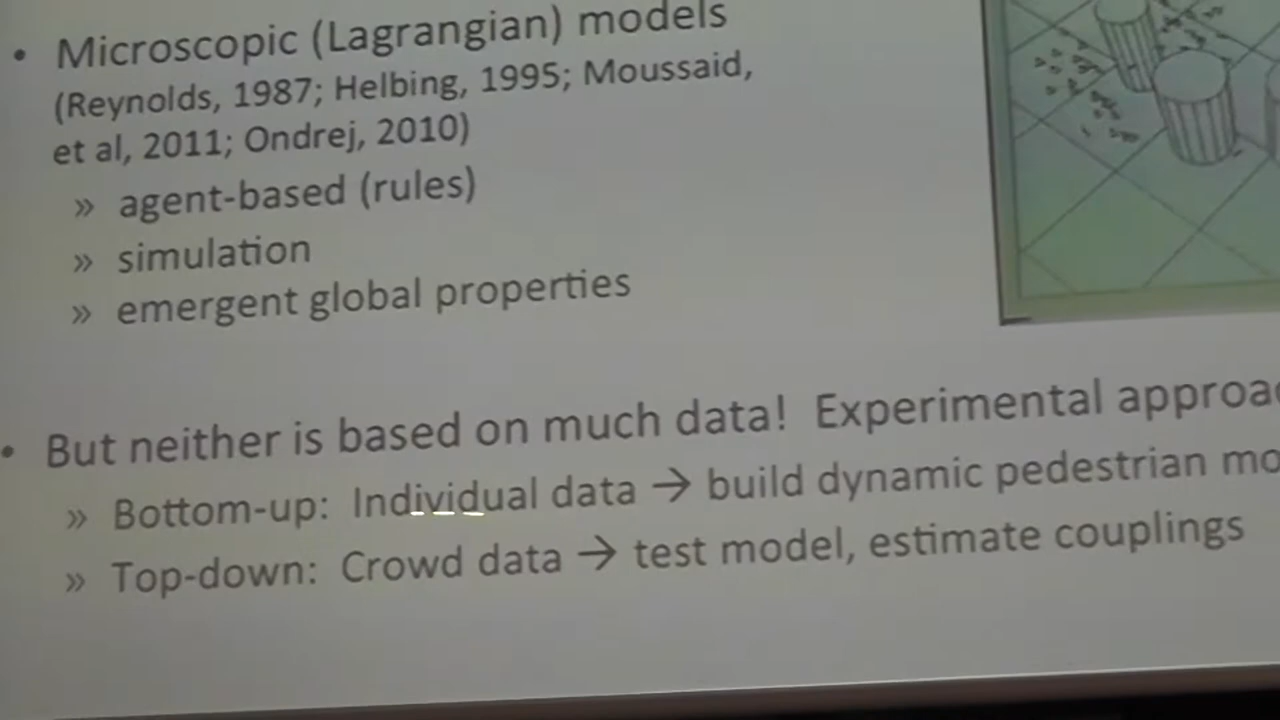 • Microscopic (Lagrangian) models
(Reynolds, 1987; Helbing, 1995; Moussaid,
et al, 2011; Ondrej, 2010)
» agent-based (rules)
» simulation
» emergent global properties
• But neither is based on much data! Experimental approac
» Bottom-up: Individual data → build dynamic pedestrian mo
» Top-down: Crowd data → test model, estimate couplings